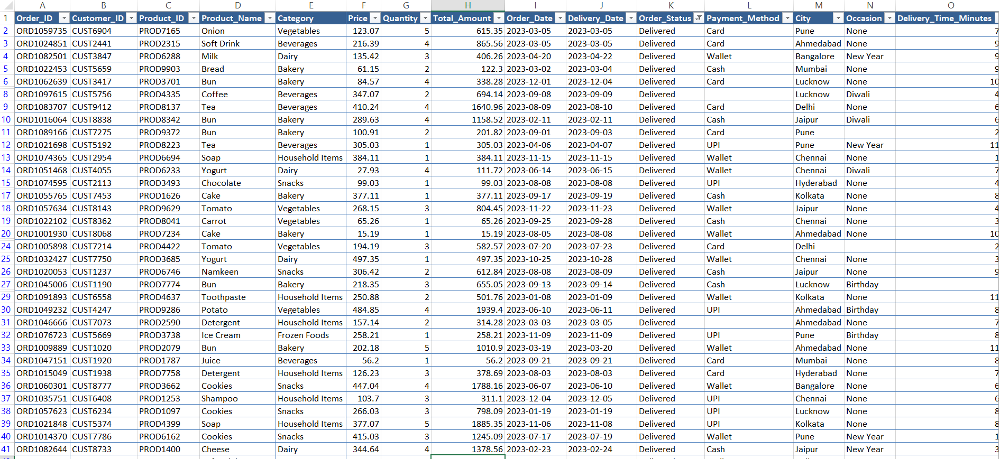 A B C D E F G H I J K L M N O
1 Order_ID Customer_ID Product_ID Product_Name Category Price Quantity Total_Amount Order_Date Delivery_Date Order_Status Payment_Method City Occasion Delivery_Time_Minutes
2 ORD1059735 CUST6904 PROD7165 Onion Vegetables 123.07 5 615.35 2023-03-05 2023-03-05 Delivered Card Pune None
3 ORD1024851 CUST2441 PROD2315 Soft Drink Beverages 216.39 4 865.56 2023-03-05 2023-03-05 Delivered Card Ahmedabad None
4 ORD1082501 CUST3847 PROD6288 Milk Dairy 135.42 3 406.26 2023-04-20 2023-04-22 Delivered Wallet Bangalore New Year
5 ORD1022453 CUST5659 PROD9903 Bread Bakery 61.15 2 122.3 2023-03-02 2023-03-04 Delivered Cash Mumbai None
6 ORD1062639 CUST3417 PROD3701 Bun Bakery 84.57 4 338.28 2023-12-01 2023-12-04 Delivered Card Lucknow None
8 ORD1097615 CUST5756 PROD4335 Coffee Beverages 347.07 2 694.14 2023-09-08 2023-09-09 Delivered Lucknow Diwali
9 ORD1083707 CUST9412 PROD8137 Tea Beverages 410.24 4 1640.96 2023-08-09 2023-08-10 Delivered Card Delhi None
10 ORD1016064 CUST8838 PROD8342 Bun Bakery 289.63 4 1158.52 2023-02-11 2023-02-11 Delivered Cash Jaipur Diwali
11 ORD1089166 CUST7275 PROD9372 Bun Bakery 100.91 2 201.82 2023-09-01 2023-09-03 Delivered Card Pune
12 ORD1021698 CUST5192 PROD8223 Tea Beverages 305.03 1 305.03 2023-04-06 2023-04-07 Delivered UPI Pune New Year
13 ORD1074365 CUST2954 PROD6694 Soap Household Items 384.11 1 384.11 2023-11-15 2023-11-15 Delivered Wallet Chennai None
14 ORD1051468 CUST4055 PROD6233 Yogurt Dairy 27.93 4 111.72 2023-06-14 2023-06-15 Delivered Wallet Chennai Diwali
15 ORD1074595 CUST2113 PROD3493 Chocolate Snacks 99.03 1 99.03 2023-08-08 2023-08-08 Delivered UPI Hyderabad None
17 ORD1055765 CUST7453 PROD1626 Cake Bakery 377.11 1 377.11 2023-09-17 2023-09-19 Delivered Cash Kolkata None
18 ORD1057634 CUST8143 PROD9629 Tomato Vegetables 268.15 3 804.45 2023-11-22 2023-11-23 Delivered Wallet Jaipur None
19 ORD1022102 CUST8362 PROD8041 Carrot Vegetables 65.26 1 65.26 2023-09-25 2023-09-28 Delivered Cash Chennai None
20 ORD1001930 CUST8068 PROD7234 Cake Bakery 15.19 1 15.19 2023-08-05 2023-08-08 Delivered Wallet Ahmedabad None
24 ORD1005898 CUST7214 PROD4422 Tomato Vegetables 194.19 3 582.57 2023-07-20 2023-07-23 Delivered Card Delhi
25 ORD1032427 CUST7750 PROD3685 Yogurt Dairy 497.35 1 497.35 2023-10-25 2023-10-28 Delivered Wallet Chennai None
26 ORD1020053 CUST1237 PROD6746 Namkeen Snacks 306.42 2 612.84 2023-08-08 2023-08-09 Delivered Cash Jaipur None
27 ORD1045006 CUST1190 PROD7774 Bun Bakery 218.35 3 655.05 2023-09-13 2023-09-14 Delivered Cash Lucknow Birthday
29 ORD1091893 CUST6558 PROD4637 Toothpaste Household Items 250.88 2 501.76 2023-01-08 2023-01-09 Delivered Wallet Kolkata None
30 ORD1049232 CUST4247 PROD9286 Potato Vegetables 484.85 4 1939.4 2023-06-10 2023-06-11 Delivered UPI Ahmedabad Birthday
31 ORD1046666 CUST7073 PROD2590 Detergent Household Items 157.14 2 314.28 2023-03-03 2023-03-05 Delivered Ahmedabad None
32 ORD1076723 CUST5669 PROD3738 Ice Cream Frozen Foods 258.21 1 258.21 2023-11-09 2023-11-09 Delivered UPI Pune Birthday
33 ORD1009889 CUST1020 PROD2079 Bun Bakery 202.18 5 1010.9 2023-03-19 2023-03-20 Delivered Wallet Ahmedabad None
34 ORD1047151 CUST1920 PROD1787 Juice Beverages 56.2 1 56.2 2023-09-21 2023-09-21 Delivered Card Mumbai None
35 ORD1015049 CUST1938 PROD7758 Detergent Household Items 126.23 3 378.69 2023-08-03 2023-08-03 Delivered Card Hyderabad None
36 ORD1060301 CUST8777 PROD3662 Cookies Snacks 447.04 4 1788.16 2023-06-07 2023-06-10 Delivered Wallet Bangalore None
37 ORD1035751 CUST6408 PROD1253 Shampoo Household Items 103.7 3 311.1 2023-12-04 2023-12-05 Delivered UPI Chennai None
38 ORD1057623 CUST6234 PROD1097 Cookies Snacks 266.03 3 798.09 2023-01-19 2023-01-19 Delivered UPI Lucknow None
39 ORD1021848 CUST5374 PROD4399 Soap Household Items 377.07 5 1885.35 2023-11-06 2023-11-08 Delivered UPI Kolkata None
40 ORD1014370 CUST7786 PROD6162 Cookies Snacks 415.03 3 1245.09 2023-07-17 2023-07-19 Delivered Wallet Pune New Year
41 ORD1082644 CUST8733 PROD1400 Cheese Dairy 344.64 4 1378.56 2023-02-23 2023-02-24 Delivered Cash Jaipur New Year